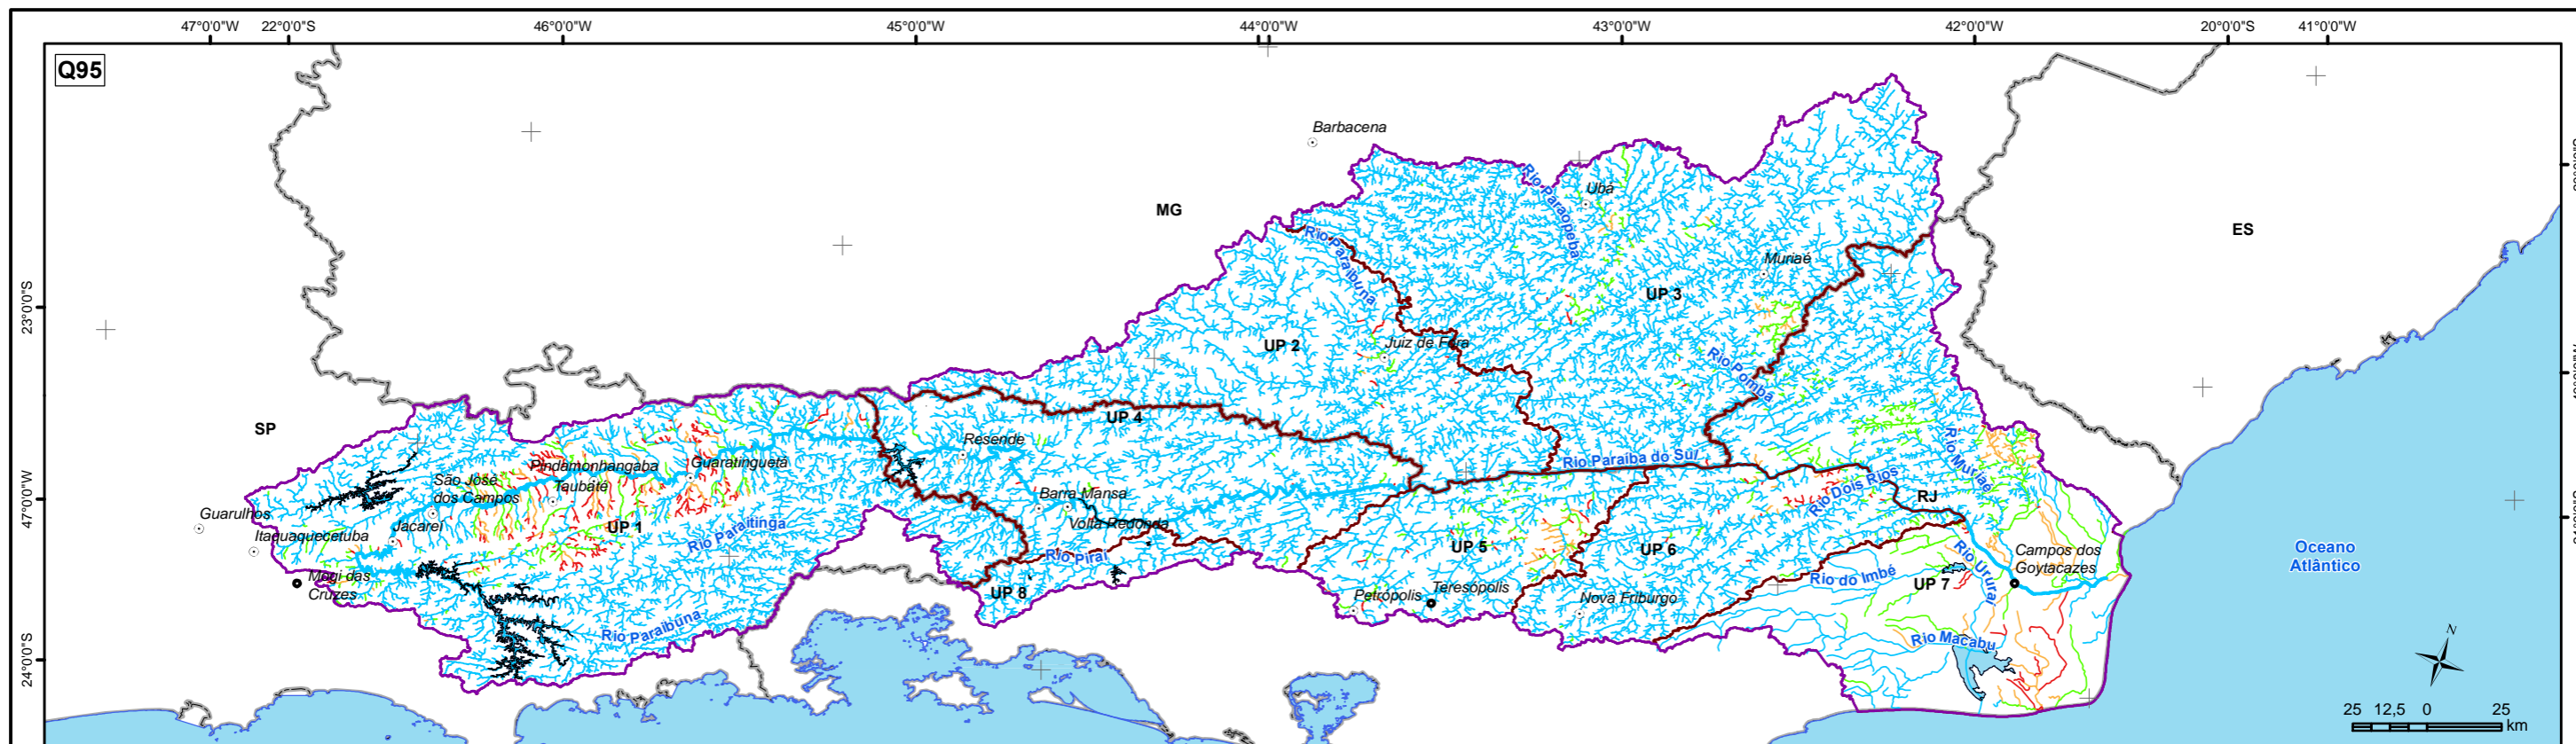 47°0'0"W
22°0'0"S
46°0'0"W
45°0'0"W
44°0'0"W
43°0'0"W
42°0'0"W
20°0'0"S
41°0'0"W
Q95
Barbacena
MG
ES
Rio Paraopeba
Ubá
Rio Paraibuna
Muriaé
UP 3
23°0'0"S
UP 2
Juiz de Fora
Rio Pomba
UP 4
SP
Resende
Rio Muriaé
Rio Paraíba do Sul
Pindamonhangaba
Guaratinguetá
São José
dos Campos
Taubaté
Rio Dois Rios
RJ
47°0'0"W
Barra Mansa
Guarulhos
Jacareí
UP 1
Volta Redonda
Rio Paraitinga
Itaquaquecetuba
Rio Piraí
UP 5
UP 6
Campos dos
Goytacazes
Oceano
Atlântico
Rio Ururaí
Rio do Imbé
UP 7
Mogi das
Cruzes
UP 8
Petrópolis
Teresópolis
Nova Friburgo
Rio Paraibuna
Rio Macabu
N
24°0'0"S
25 12,5 0 25
km